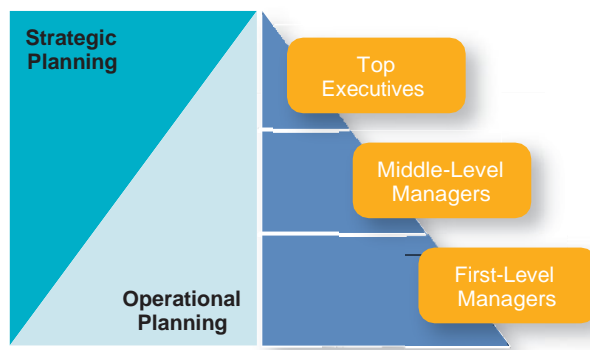 Strategic
Planning
Top
Executives
Middle-Level
Managers
First-Level
Managers
Operational
Planning